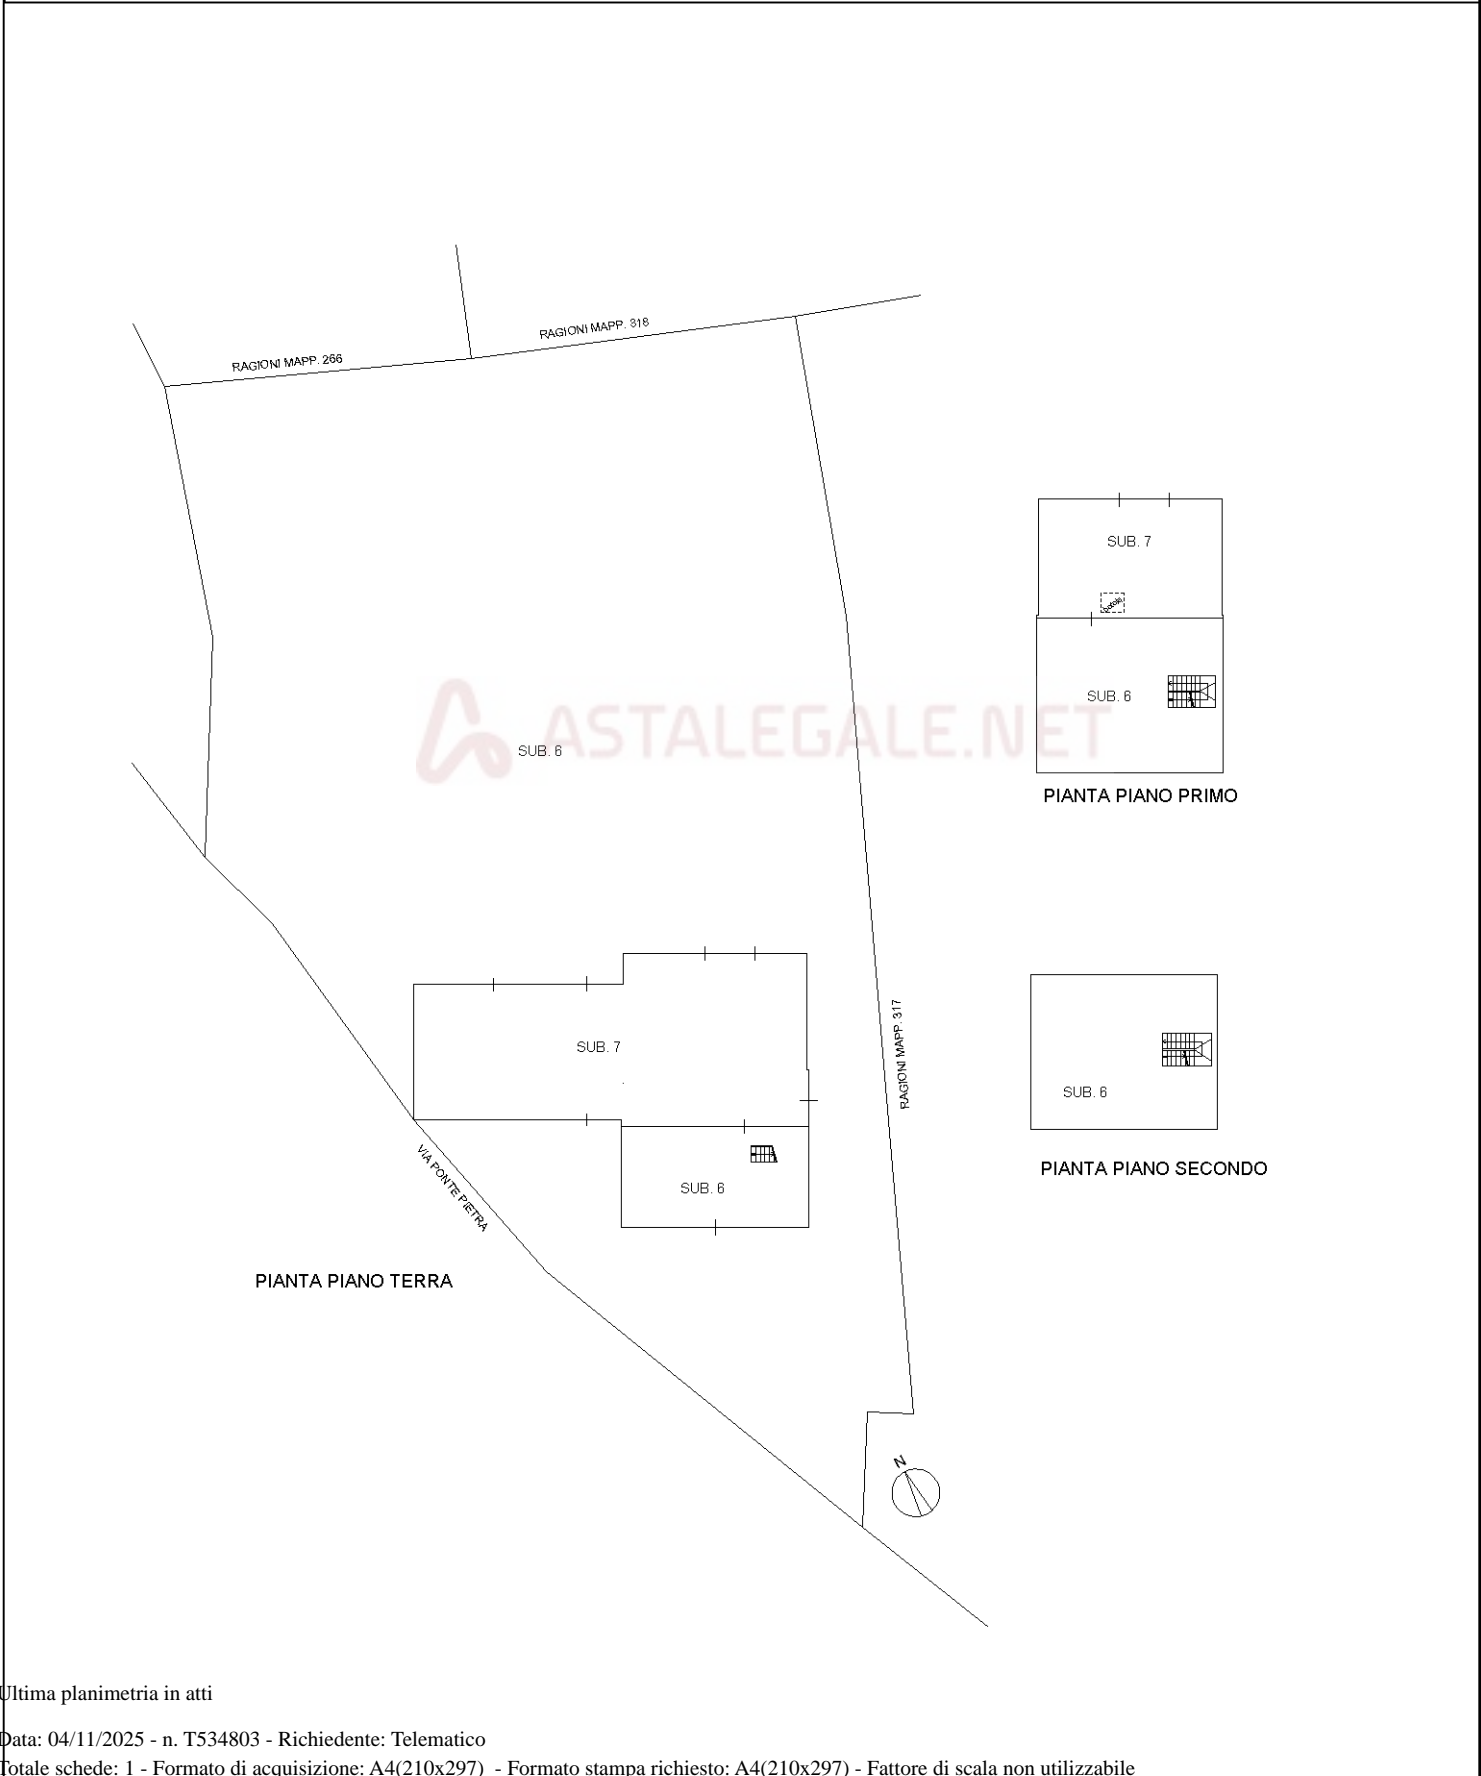 RAGIONI MAPP. 318
RAGIONI MAPP. 266
SUB. 7
botola
SUB. 6
ASTALEGALE.NET
SUB. 6
PIANTA PIANO PRIMO
RAGIONI MAPP. 317
SUB. 7
SUB. 6
VIA PONTE PIETRA
SUB. 6
PIANTA PIANO SECONDO
PIANTA PIANO TERRA
N
Ultima planimetria in atti
Data: 04/11/2025 - n. T534803 - Richiedente: Telematico
Totale schede: 1 - Formato di acquisizione: A4(210x297) - Formato stampa richiesto: A4(210x297) - Fattore di scala non utilizzabile